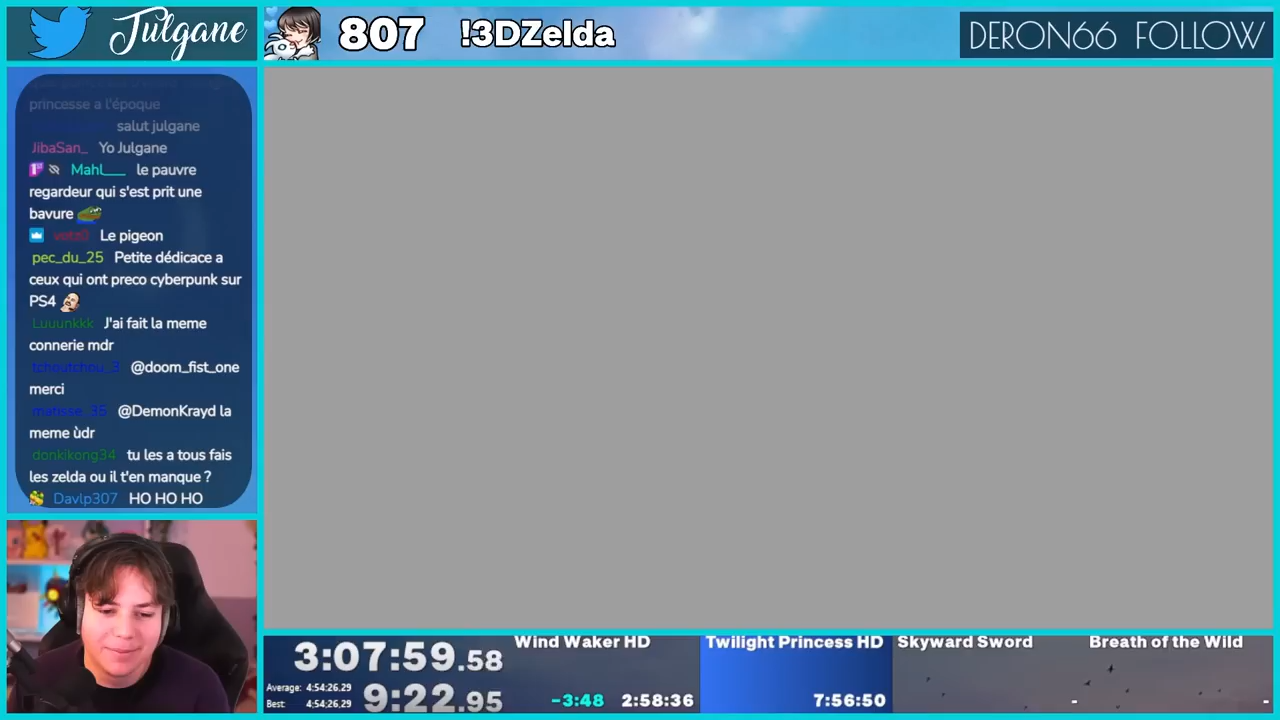 Julgane
807 !3DZelda
DERON66 FOLLOW
princesse a l'époque
salut julgane
JibaSan_ Yo Julgane
Mahl___ le pauvre
regardeur qui s'est prit une
bavure
Le pigeon
pec_du_25 Petite dédicace a
ceux qui ont preco cyberpunk sur
PS4
Luuunkkk J'ai fait la meme
connerie mdr
tchoutchou_3 @doom_fist_one
merci
matisse_35 @DemonKrayd la
meme ùdr
donkikong34 tu les a tous fais
les zelda ou il t'en manque ?
Davlp307 HO HO HO
3:07:59.58
Average: 4:54:26,29
Best: 4:54:26,29
9:22.95
Wind Waker HD
-3:48 2:58:36
Twilight Princess HD
7:56:50
Skyward Sword
-
Breath of the Wild
-